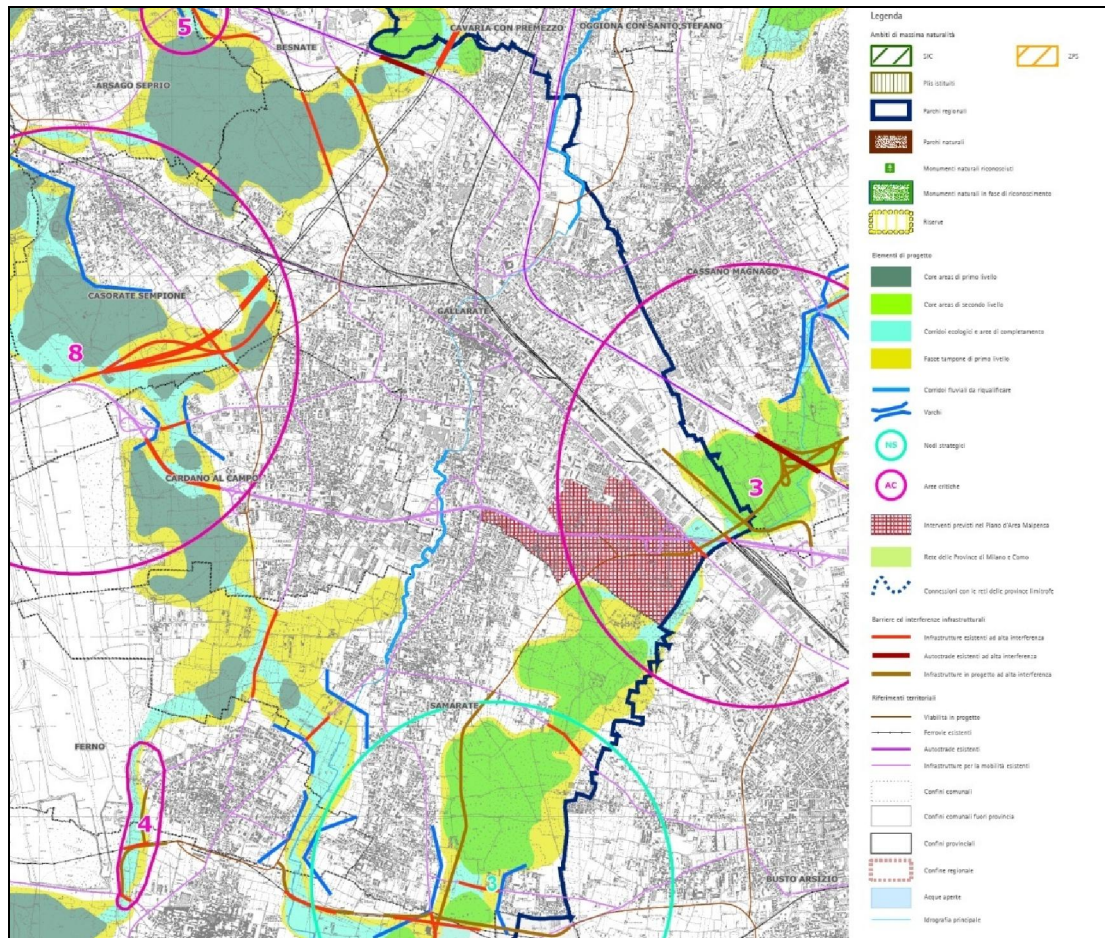 5
CAVARIA CON PREMEZZO
OGGIONA CON SANTO STEFANO
BESNATE
ARSAGO SEPRIO
CASSANO MAGNAGO
CASORATE SEMPIONE
GALLARATE
8
CARDANO AL CAMPO
3
SAMARATE
FERNO
4
3
BUSTO ARSIZIO
Legenda
Ambiti di massima naturalità
SIC
ZPS
Plis istituiti
Parchi regionali
Parchi naturali
Monumenti naturali riconosciuti
Monumenti naturali in fase di riconoscimento
Riserve
Elementi di progetto
Core areas di primo livello
Core areas di secondo livello
Corridoi ecologici e aree di completamento
Fasce tampone di primo livello
Corridoi fluviali da riqualificare
Varchi
NS
Nodi strategici
AC
Aree critiche
Interventi previsti nel Piano d'Area Malpensa
Rete delle Province di Milano e Como
Connessioni con le reti delle province limitrofe
Barriere ed interferenze infrastrutturali
Infrastrutture esistenti ad alta interferenza
Autostrade esistenti ad alta interferenza
Infrastrutture in progetto ad alta interferenza
Riferimenti territoriali
Viabilità in progetto
Ferrovie esistenti
Autostrade esistenti
Infrastrutture per la mobilità esistenti
Confini comunali
Confini comunali fuori provincia
Confini provinciali
Confine regionale
Acque aperte
Idrografia principale